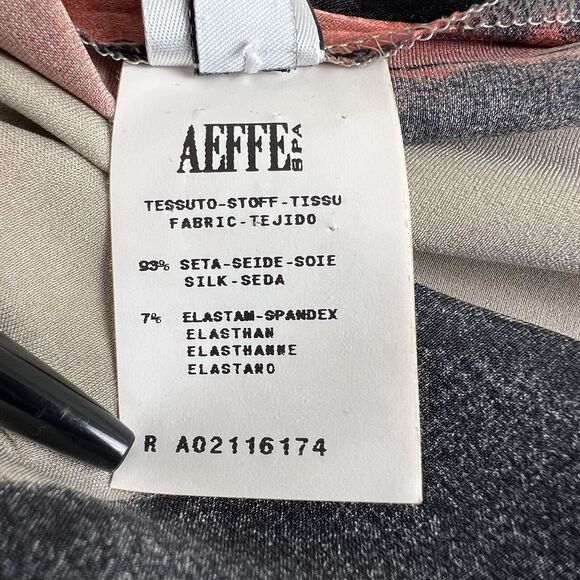 AEFFE SPA
TESSUTO-STOFF-TISSU
FABRIC-TEJIDO
93% SETA-SEIDE-SOIE
SILK-SEDA
7% ELASTAM-SPANDEX
ELASTHAN
ELASTHANNE
ELASTANO
R A02116174